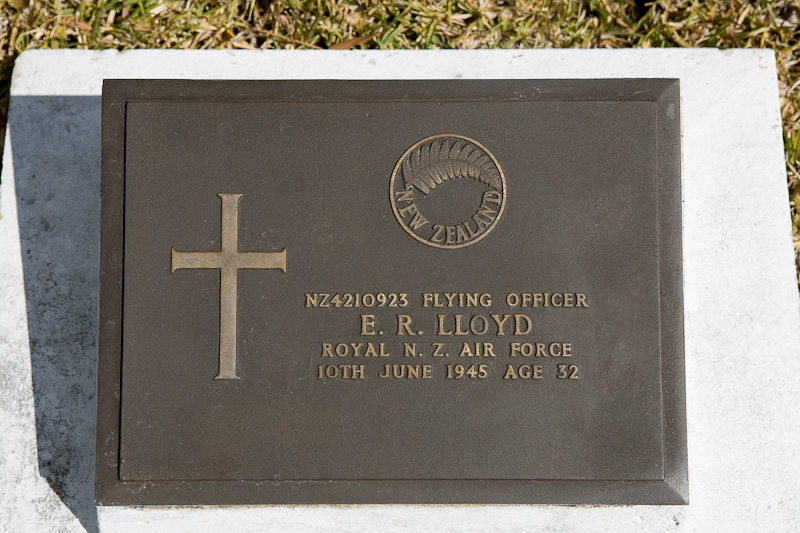 NEW ZEALAND
NZ4210923 FLYING OFFICER
E. R. LLOYD
ROYAL N. Z. AIR FORCE
10TH JUNE 1945 AGE 32